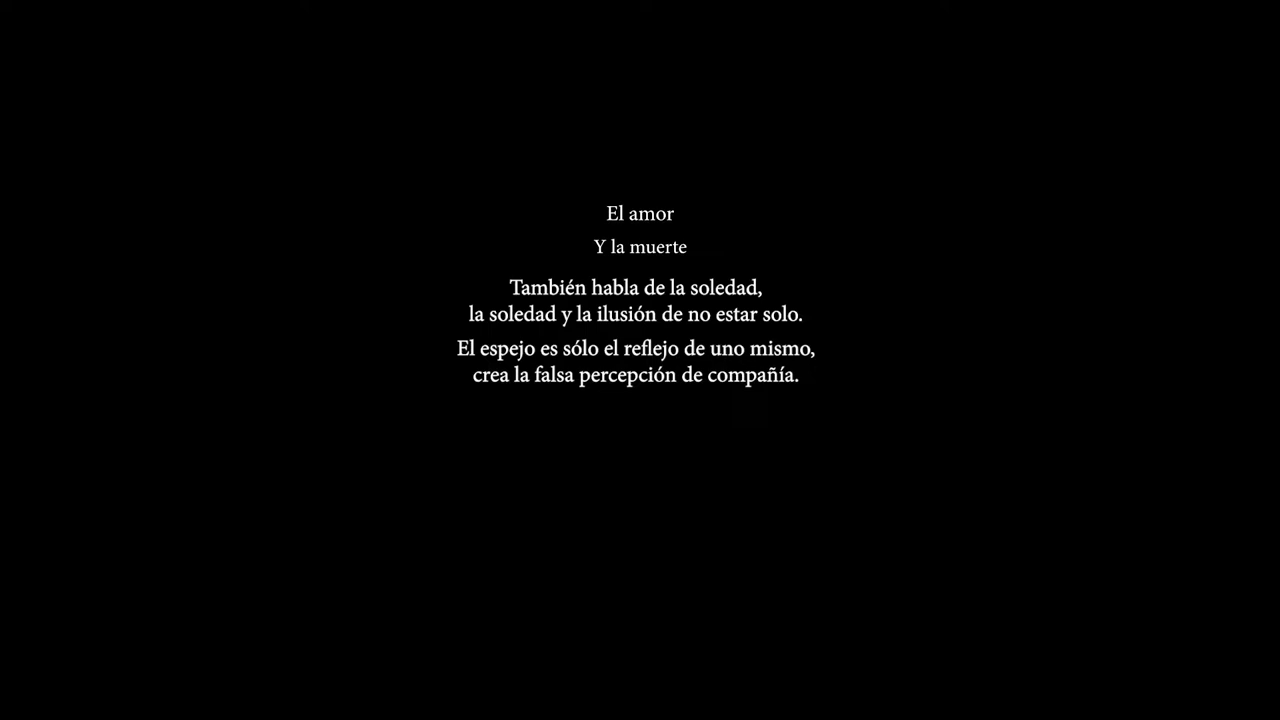 El amor
Y la muerte
También habla de la soledad,
la soledad y la ilusión de no estar solo.
El espejo es sólo el reflejo de uno mismo,
crea la falsa percepción de compañía.